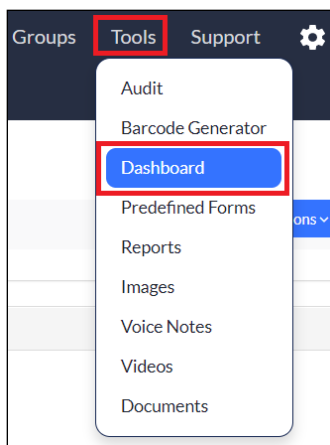 Groups Tools Support
Audit
Barcode Generator
Dashboard
Predefined Forms
ons
Reports
Images
Voice Notes
Videos
Documents